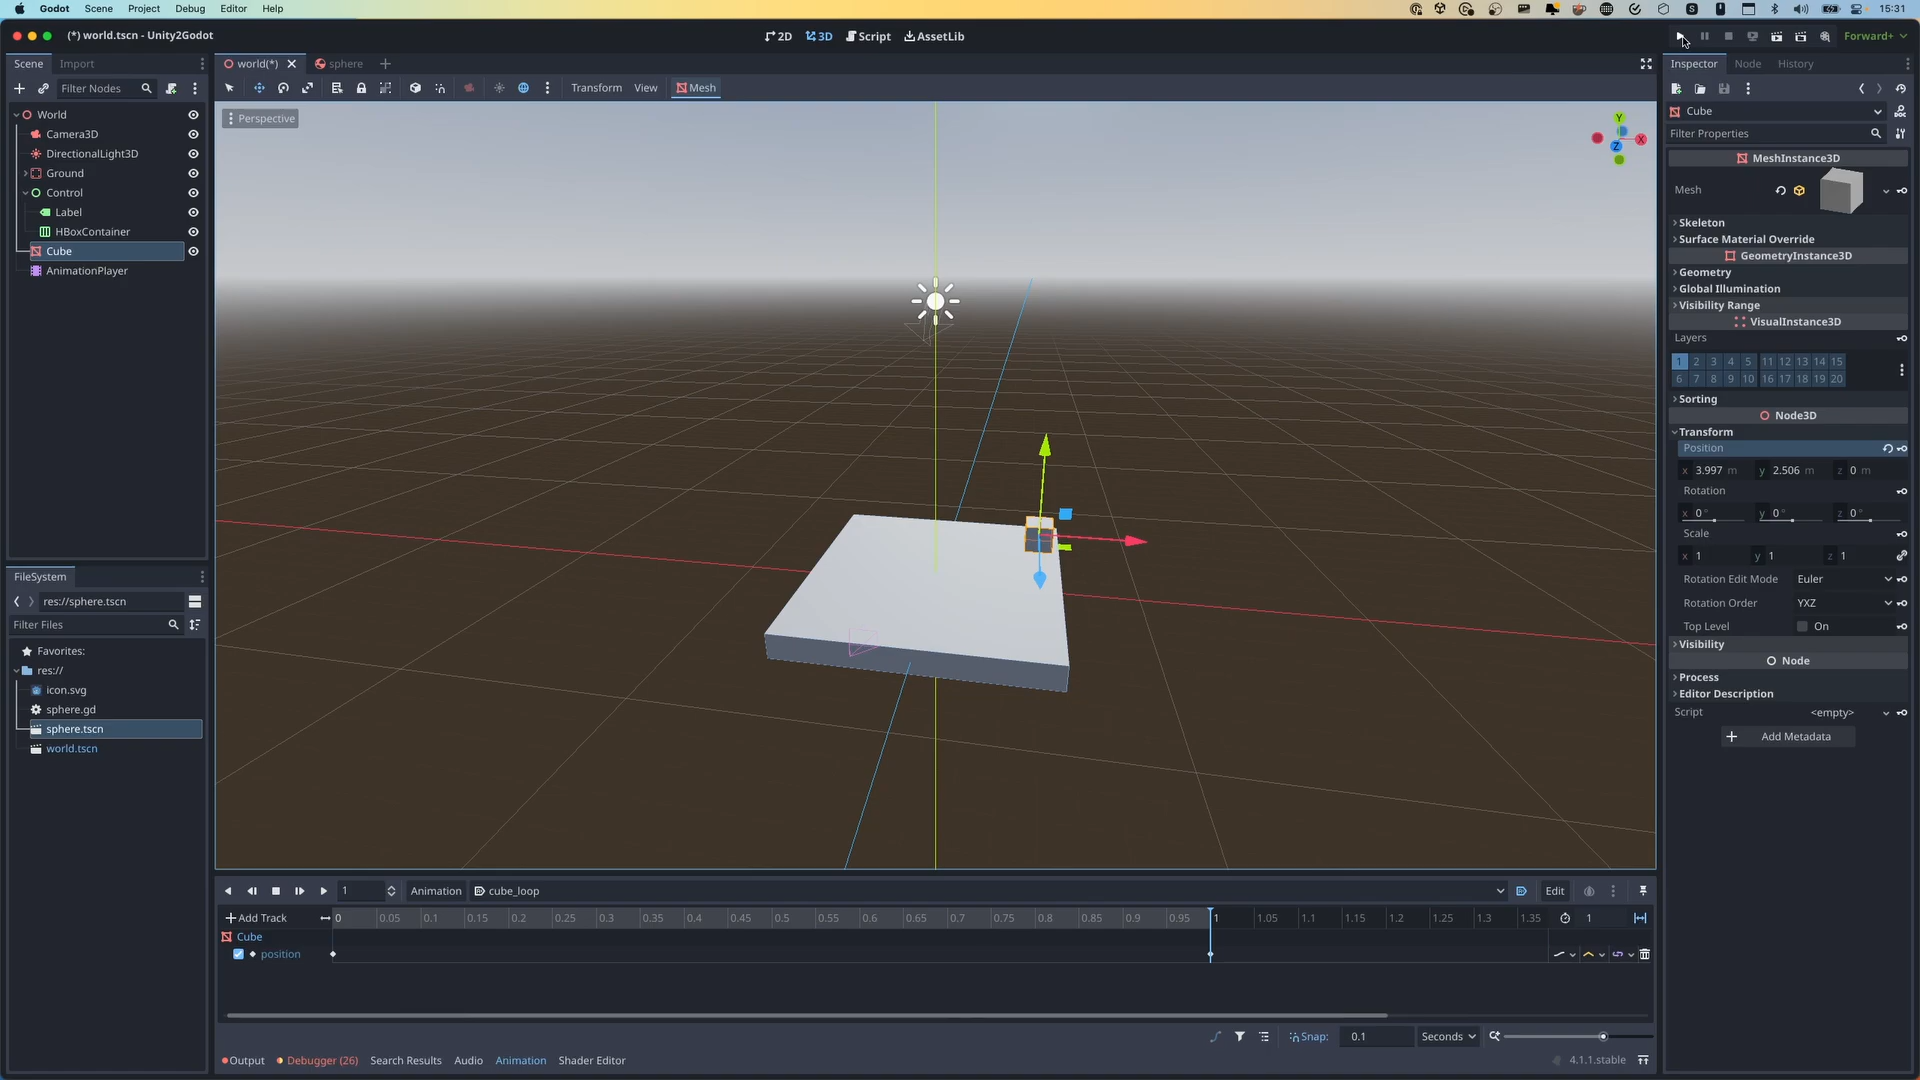 Godot Scene Project Debug Editor Help 15:31
(*) world.tscn - Unity2Godot
2D 3D Script AssetLib
Forward+
Scene Import
world(*) sphere
Inspector Node History
Filter Nodes
Transform View Mesh
World
Camera3D
DirectionalLight3D
Ground
Control
Label
HBoxContainer
Cube
AnimationPlayer
Perspective
Y
X
Z
Cube
Filter Properties
MeshInstance3D
Mesh
Skeleton
Surface Material Override
GeometryInstance3D
Geometry
Global Illumination
Visibility Range
VisualInstance3D
Layers
1 2 3 4 5 11 12 13 14 15
6 7 8 9 10 16 17 18 19 20
Sorting
Node3D
Transform
Position
x 3.997 m y 2.506 m z 0 m
Rotation
x 0 ° y 0 ° z 0 °
Scale
x 1 y 1 z 1
Rotation Edit Mode Euler
Rotation Order YXZ
Top Level On
Visibility
Node
Process
Editor Description
Script <empty>
Add Metadata
FileSystem
res://sphere.tscn
Filter Files
Favorites:
res://
icon.svg
sphere.gd
sphere.tscn
world.tscn
1 Animation cube_loop Edit
Add Track 0 0.05 0.1 0.15 0.2 0.25 0.3 0.35 0.4 0.45 0.5 0.55 0.6 0.65 0.7 0.75 0.8 0.85 0.9 0.95 1 1.05 1.1 1.15 1.2 1.25 1.3 1.35 1
Cube
position
Snap: 0.1 Seconds
Output Debugger (26) Search Results Audio Animation Shader Editor 4.1.1.stable